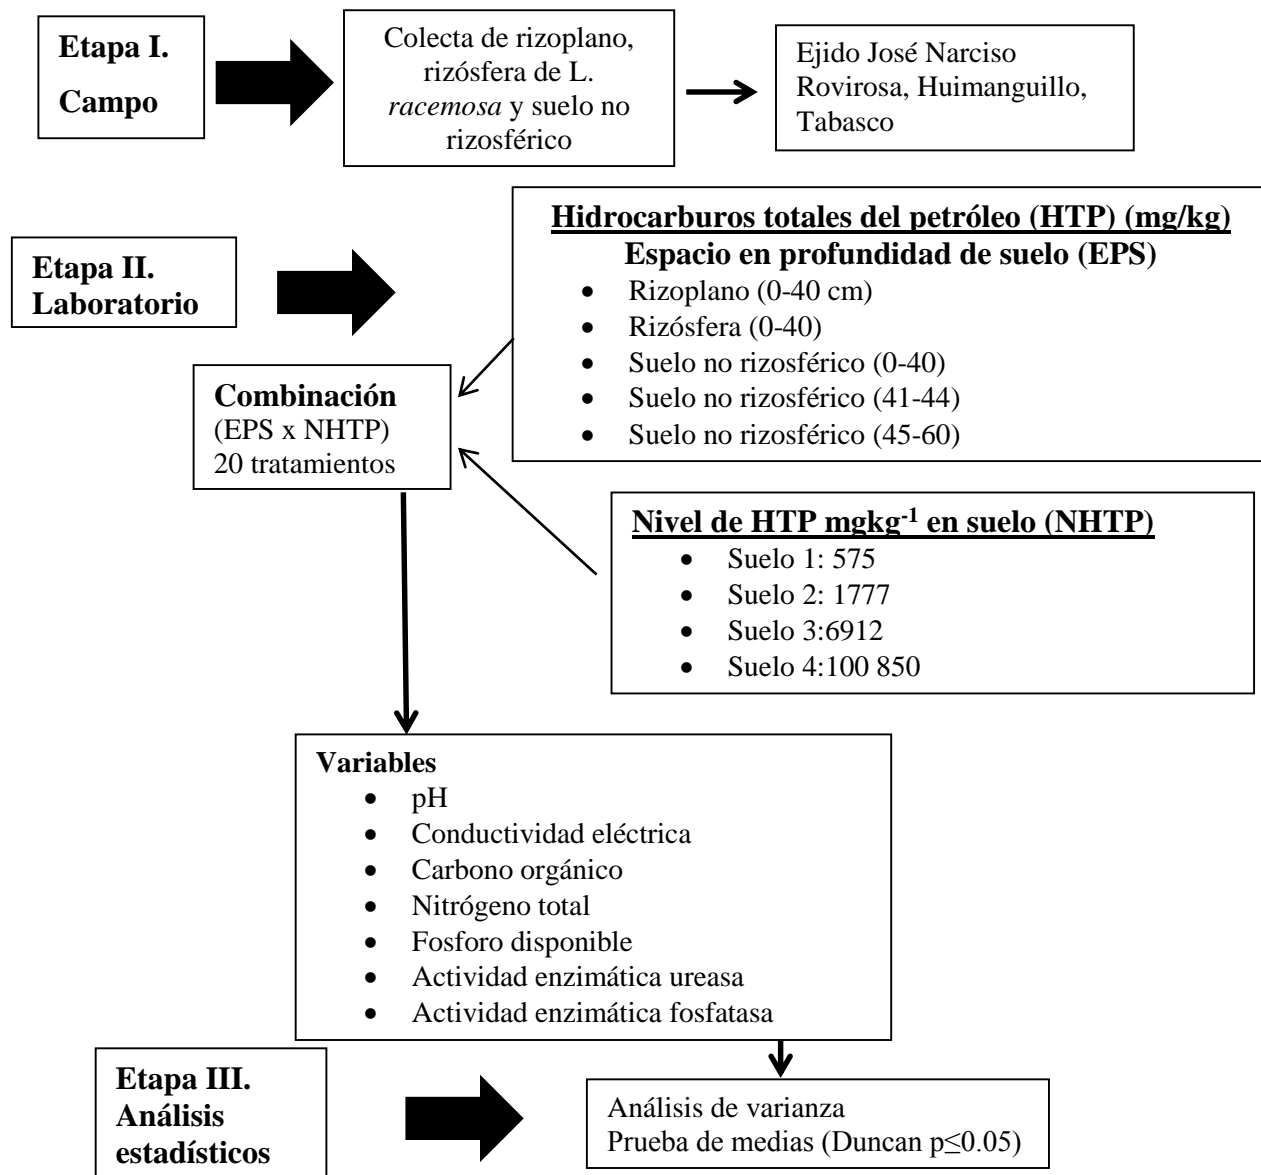 Etapa I.
Campo
Colecta de rizoplano,
rizósfera de L.
racemosa y suelo no
rizosférico
Ejido José Narciso
Rovirosa, Huimanguillo,
Tabasco
Etapa II.
Laboratorio
Hidrocarburos totales del petróleo (HTP) (mg/kg)
Espacio en profundidad de suelo (EPS)
• Rizoplano (0-40 cm)
• Rizósfera (0-40)
• Suelo no rizosférico (0-40)
• Suelo no rizosférico (41-44)
• Suelo no rizosférico (45-60)
Combinación
(EPS x NHTP)
20 tratamientos
Nivel de HTP mgkg⁻¹ en suelo (NHTP)
• Suelo 1: 575
• Suelo 2: 1777
• Suelo 3:6912
• Suelo 4:100 850
Variables
• pH
• Conductividad eléctrica
• Carbono orgánico
• Nitrógeno total
• Fosforo disponible
• Actividad enzimática ureasa
• Actividad enzimática fosfatasa
Etapa III.
Análisis
estadísticos
Análisis de varianza
Prueba de medias (Duncan p≤0.05)